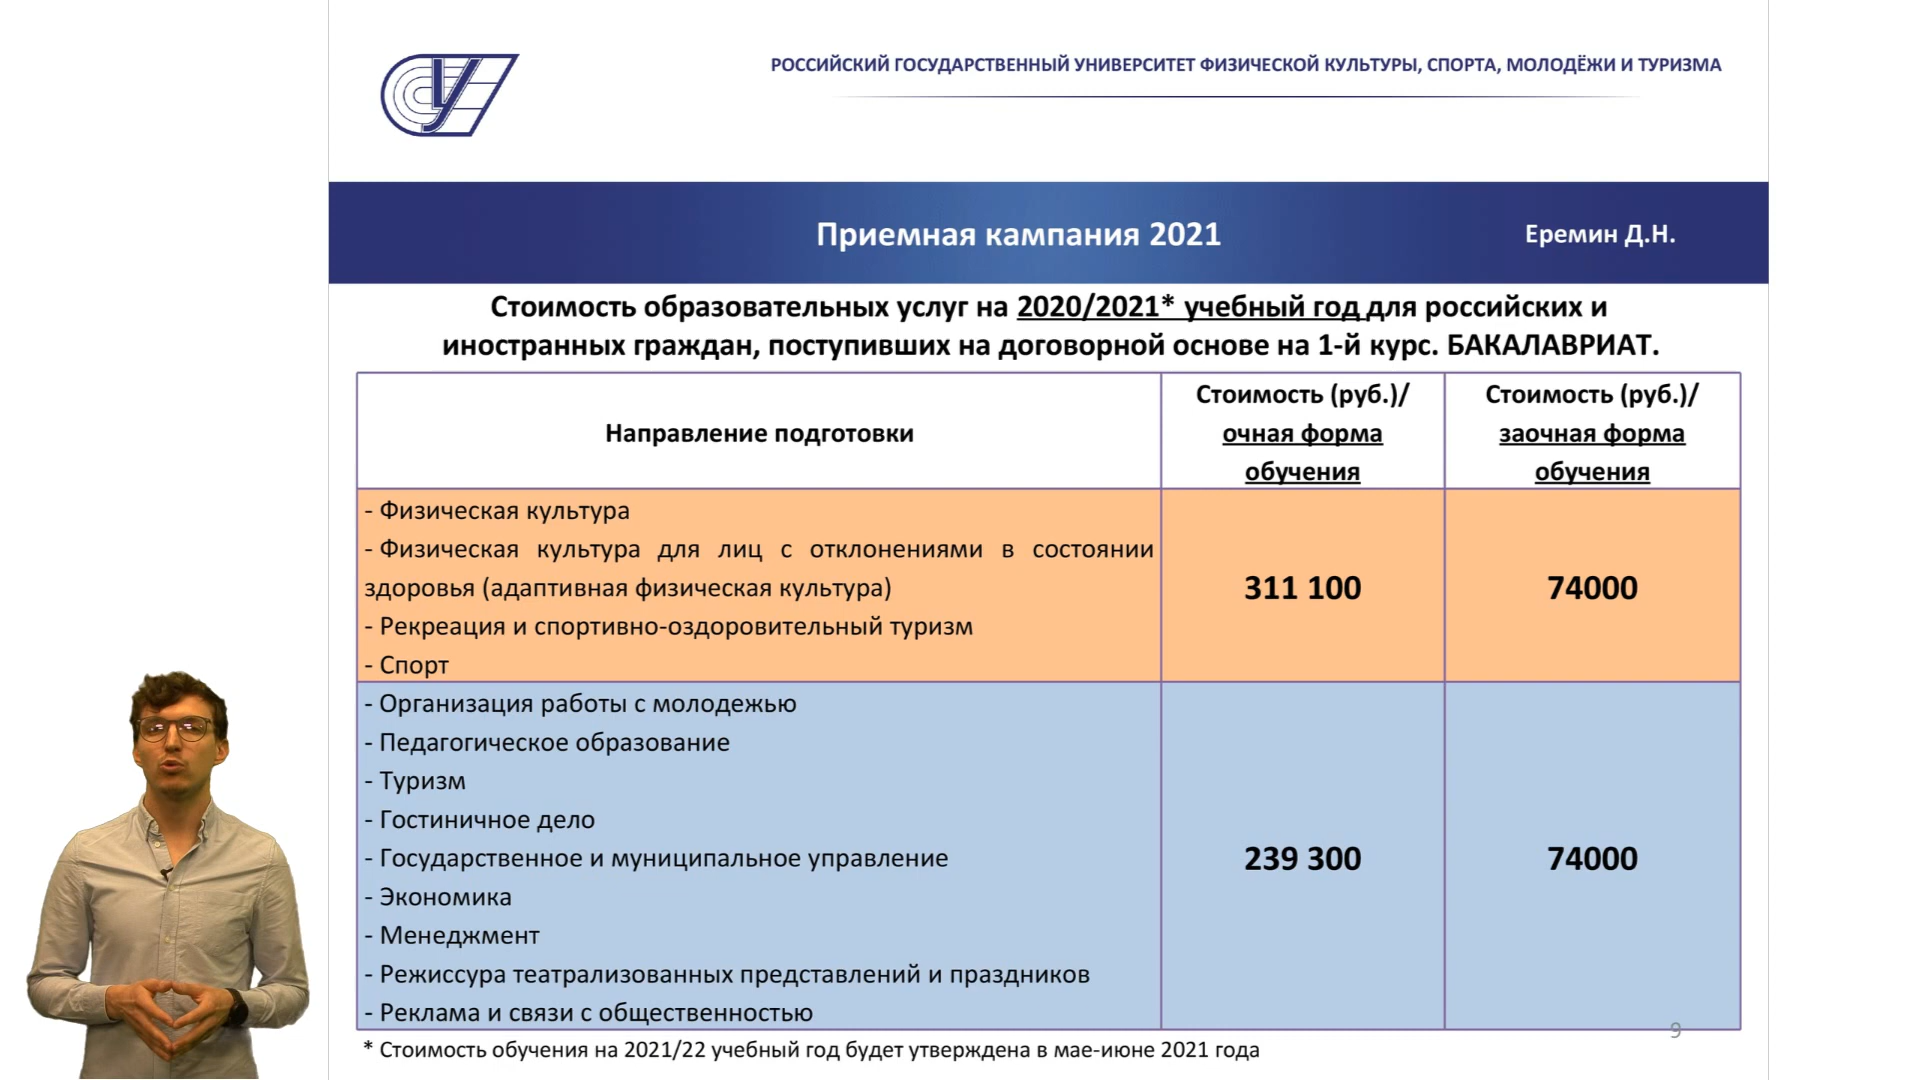 РОССИЙСКИЙ ГОСУДАРСТВЕННЫЙ УНИВЕРСИТЕТ ФИЗИЧЕСКОЙ КУЛЬТУРЫ, СПОРТА, МОЛОДЁЖИ И ТУРИЗМА
Приемная кампания 2021
Еремин Д.Н.
Стоимость образовательных услуг на 2020/2021* учебный год для российских и
иностранных граждан, поступивших на договорной основе на 1-й курс. БАКАЛАВРИАТ.
Направление подготовки
Стоимость (руб.)/
очная форма
обучения
Стоимость (руб.)/
заочная форма
обучения
- Физическая культура
- Физическая культура для лиц с отклонениями в состоянии
здоровья (адаптивная физическая культура)
- Рекреация и спортивно-оздоровительный туризм
- Спорт
311 100
74000
- Организация работы с молодежью
- Педагогическое образование
- Туризм
- Гостиничное дело
- Государственное и муниципальное управление
- Экономика
- Менеджмент
- Режиссура театрализованных представлений и праздников
- Реклама и связи с общественностью
239 300
74000
9
* Стоимость обучения на 2021/22 учебный год будет утверждена в мае-июне 2021 года